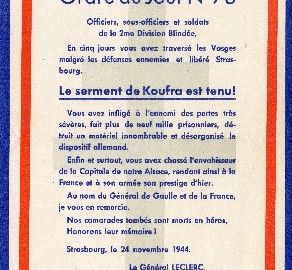 Ordre du Jour N° 73
Officiers, sous-officiers et soldats
de la 2me Division Blindée,
En cinq jours vous avez traversé les Vosges
malgré les défenses ennemies et libéré Stras-
bourg.
Le serment de Koufra est tenu!
Vous avez infligé à l'ennemi des pertes très
sévères, fait plus de neuf mille prisonniers, dé-
truit un matériel innombrable et désorganisé le
dispositif allemand.
Enfin et surtout, vous avez chassé l'envahisseur
de la Capitale de notre Alsace, rendant ainsi à la
France et à son armée son prestige d'hier.
Au nom du Général de Gaulle et de la France,
je vous en remercie.
Nos camarades tombés sont morts en héros,
Honorons leur mémoire!
Strasbourg, le 24 novembre 1944.
Le Général LECLERC.